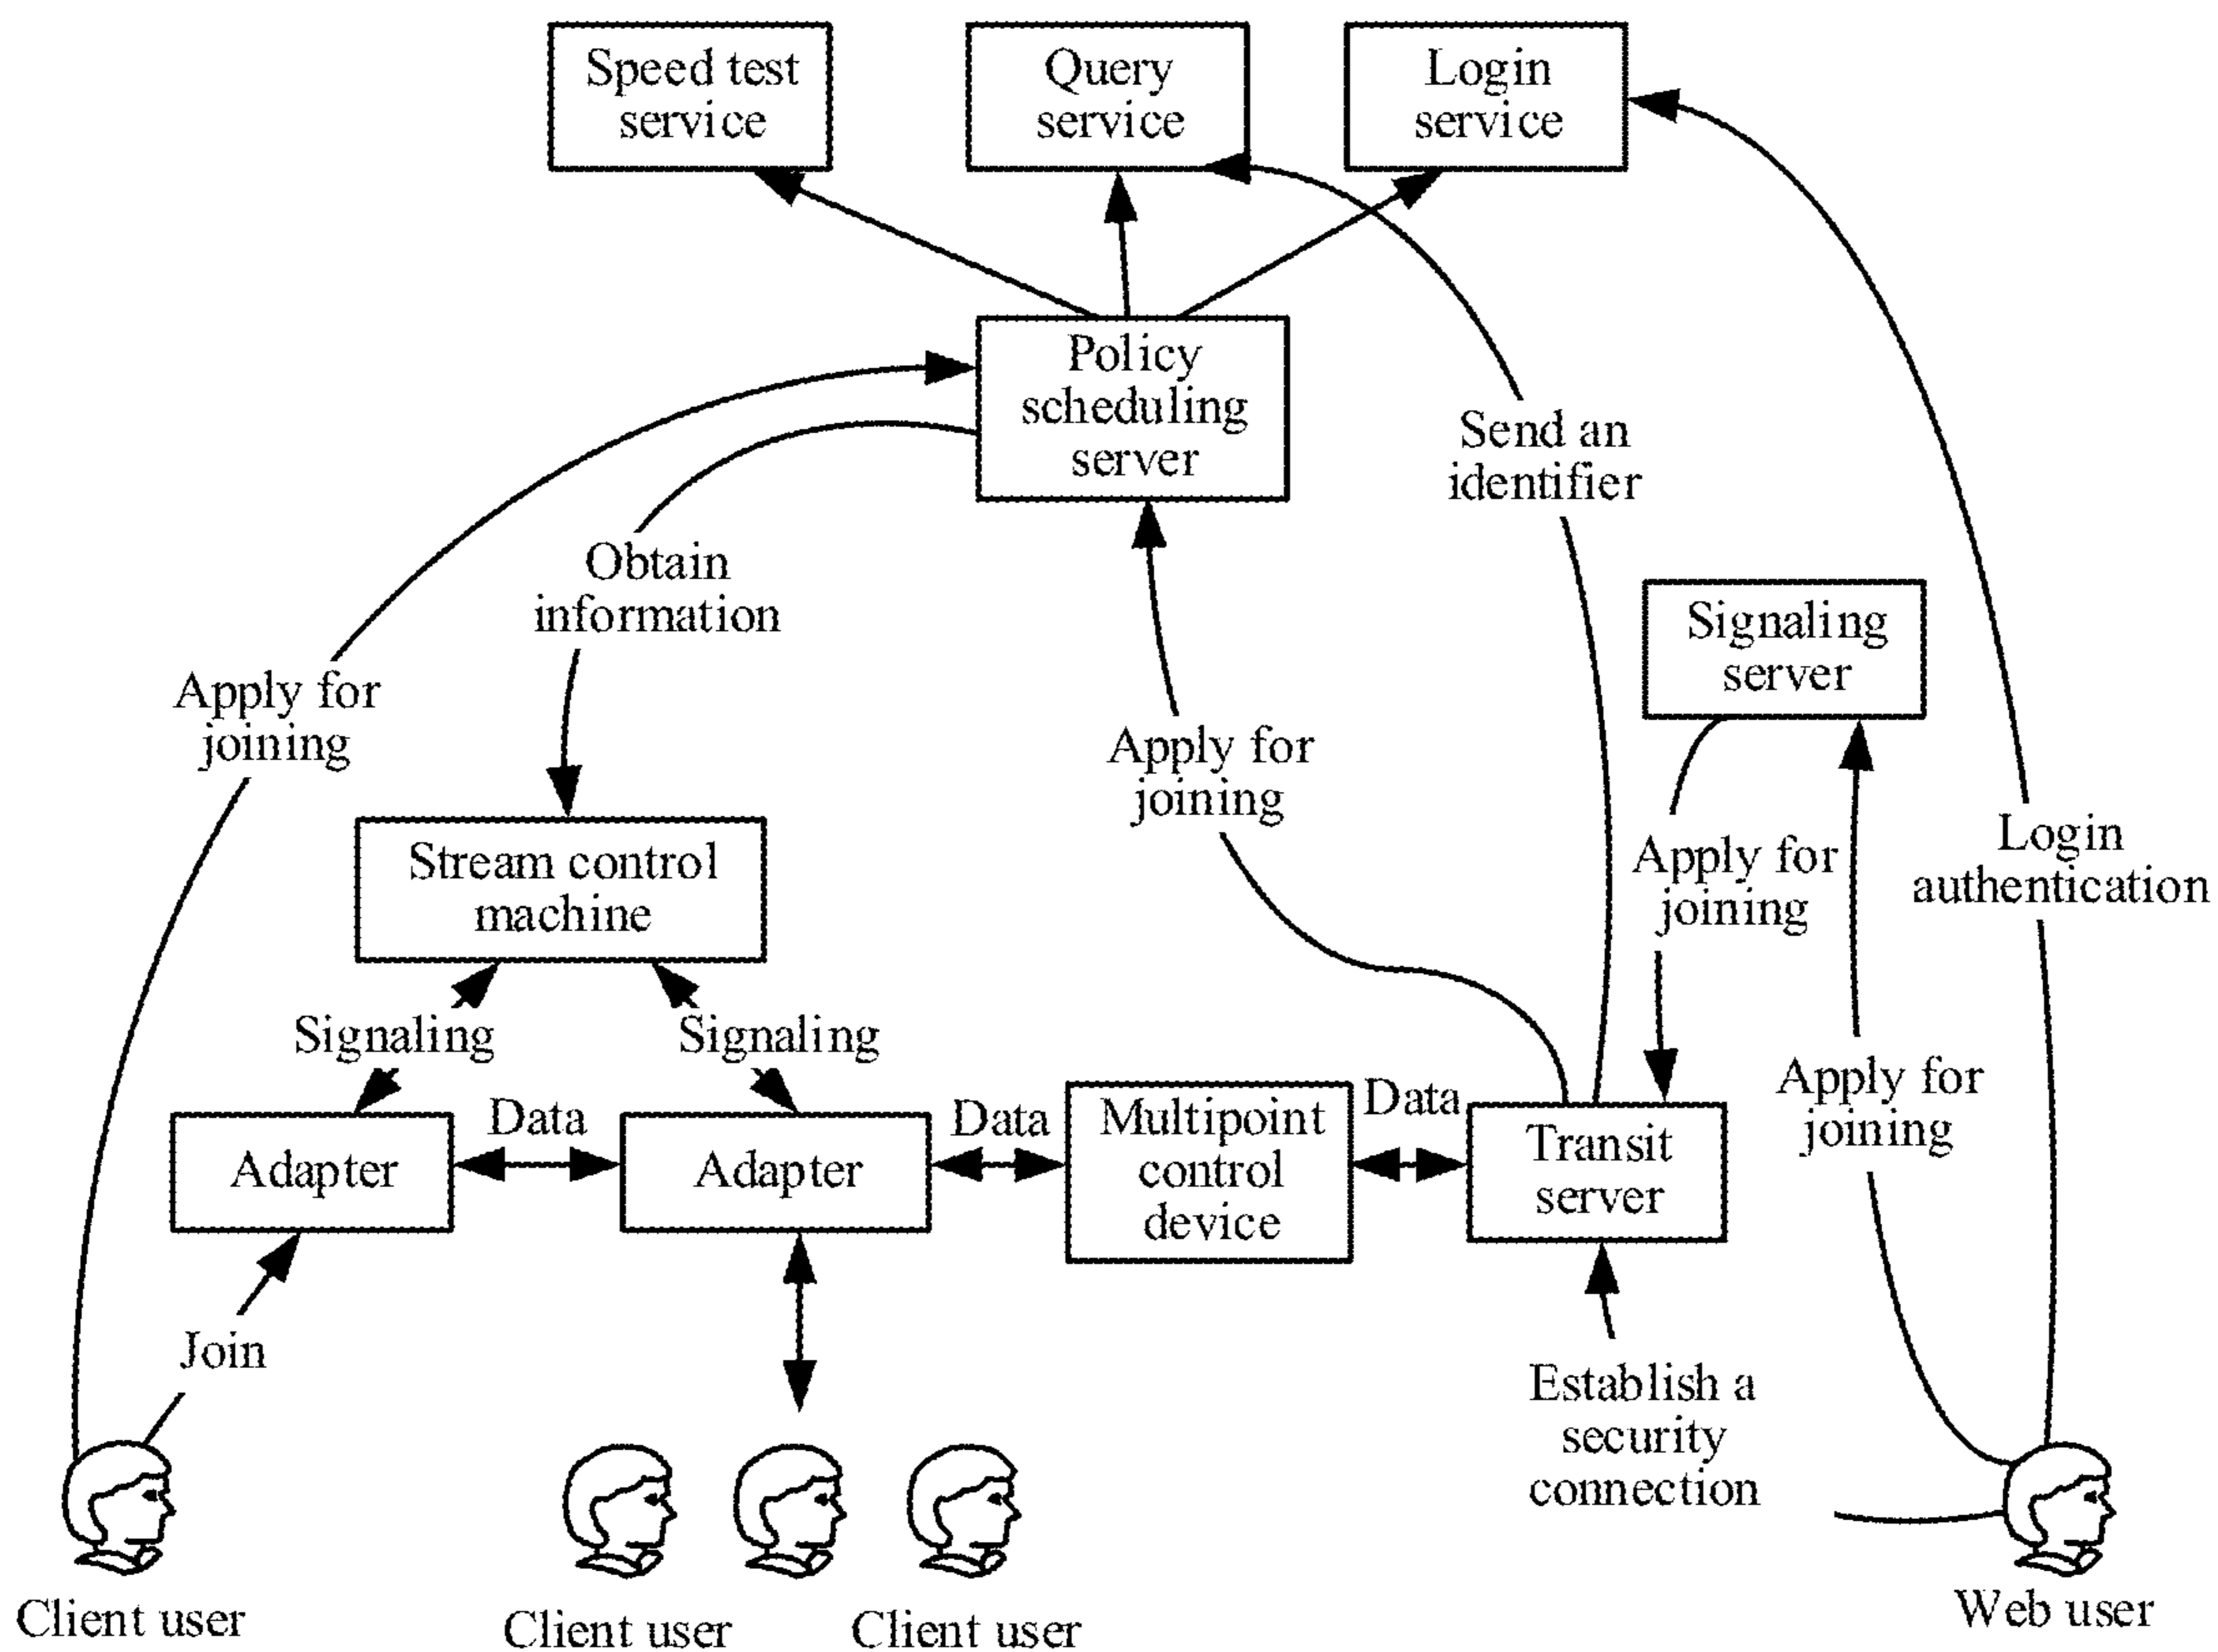 Speed test
service
Query
service
Login
service
Policy
scheduling
server
Send an
identifier
Obtain
information
Signaling
server
Apply for
joining
Apply for
joining
Login
authentication
Apply for
joining
Stream control
machine
Signaling
Signaling
Apply for
joining
Data
Data
Data
Adapter
Adapter
Multipoint
control
device
Transit
server
Join
Establish a
security
connection
Client user
Client user
Client user
Web user